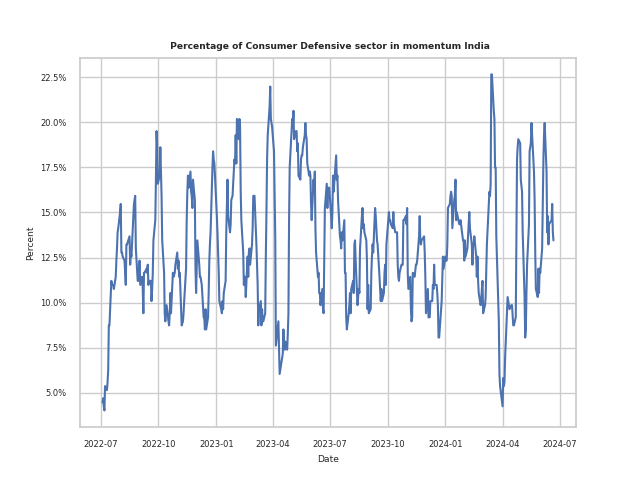 Percentage of Consumer Defensive sector in momentum India
22.5%
20.0%
17.5%
15.0%
12.5%
10.0%
7.5%
5.0%
Percent
2022-07 2022-10 2023-01 2023-04 2023-07 2023-10 2024-01 2024-04 2024-07
Date